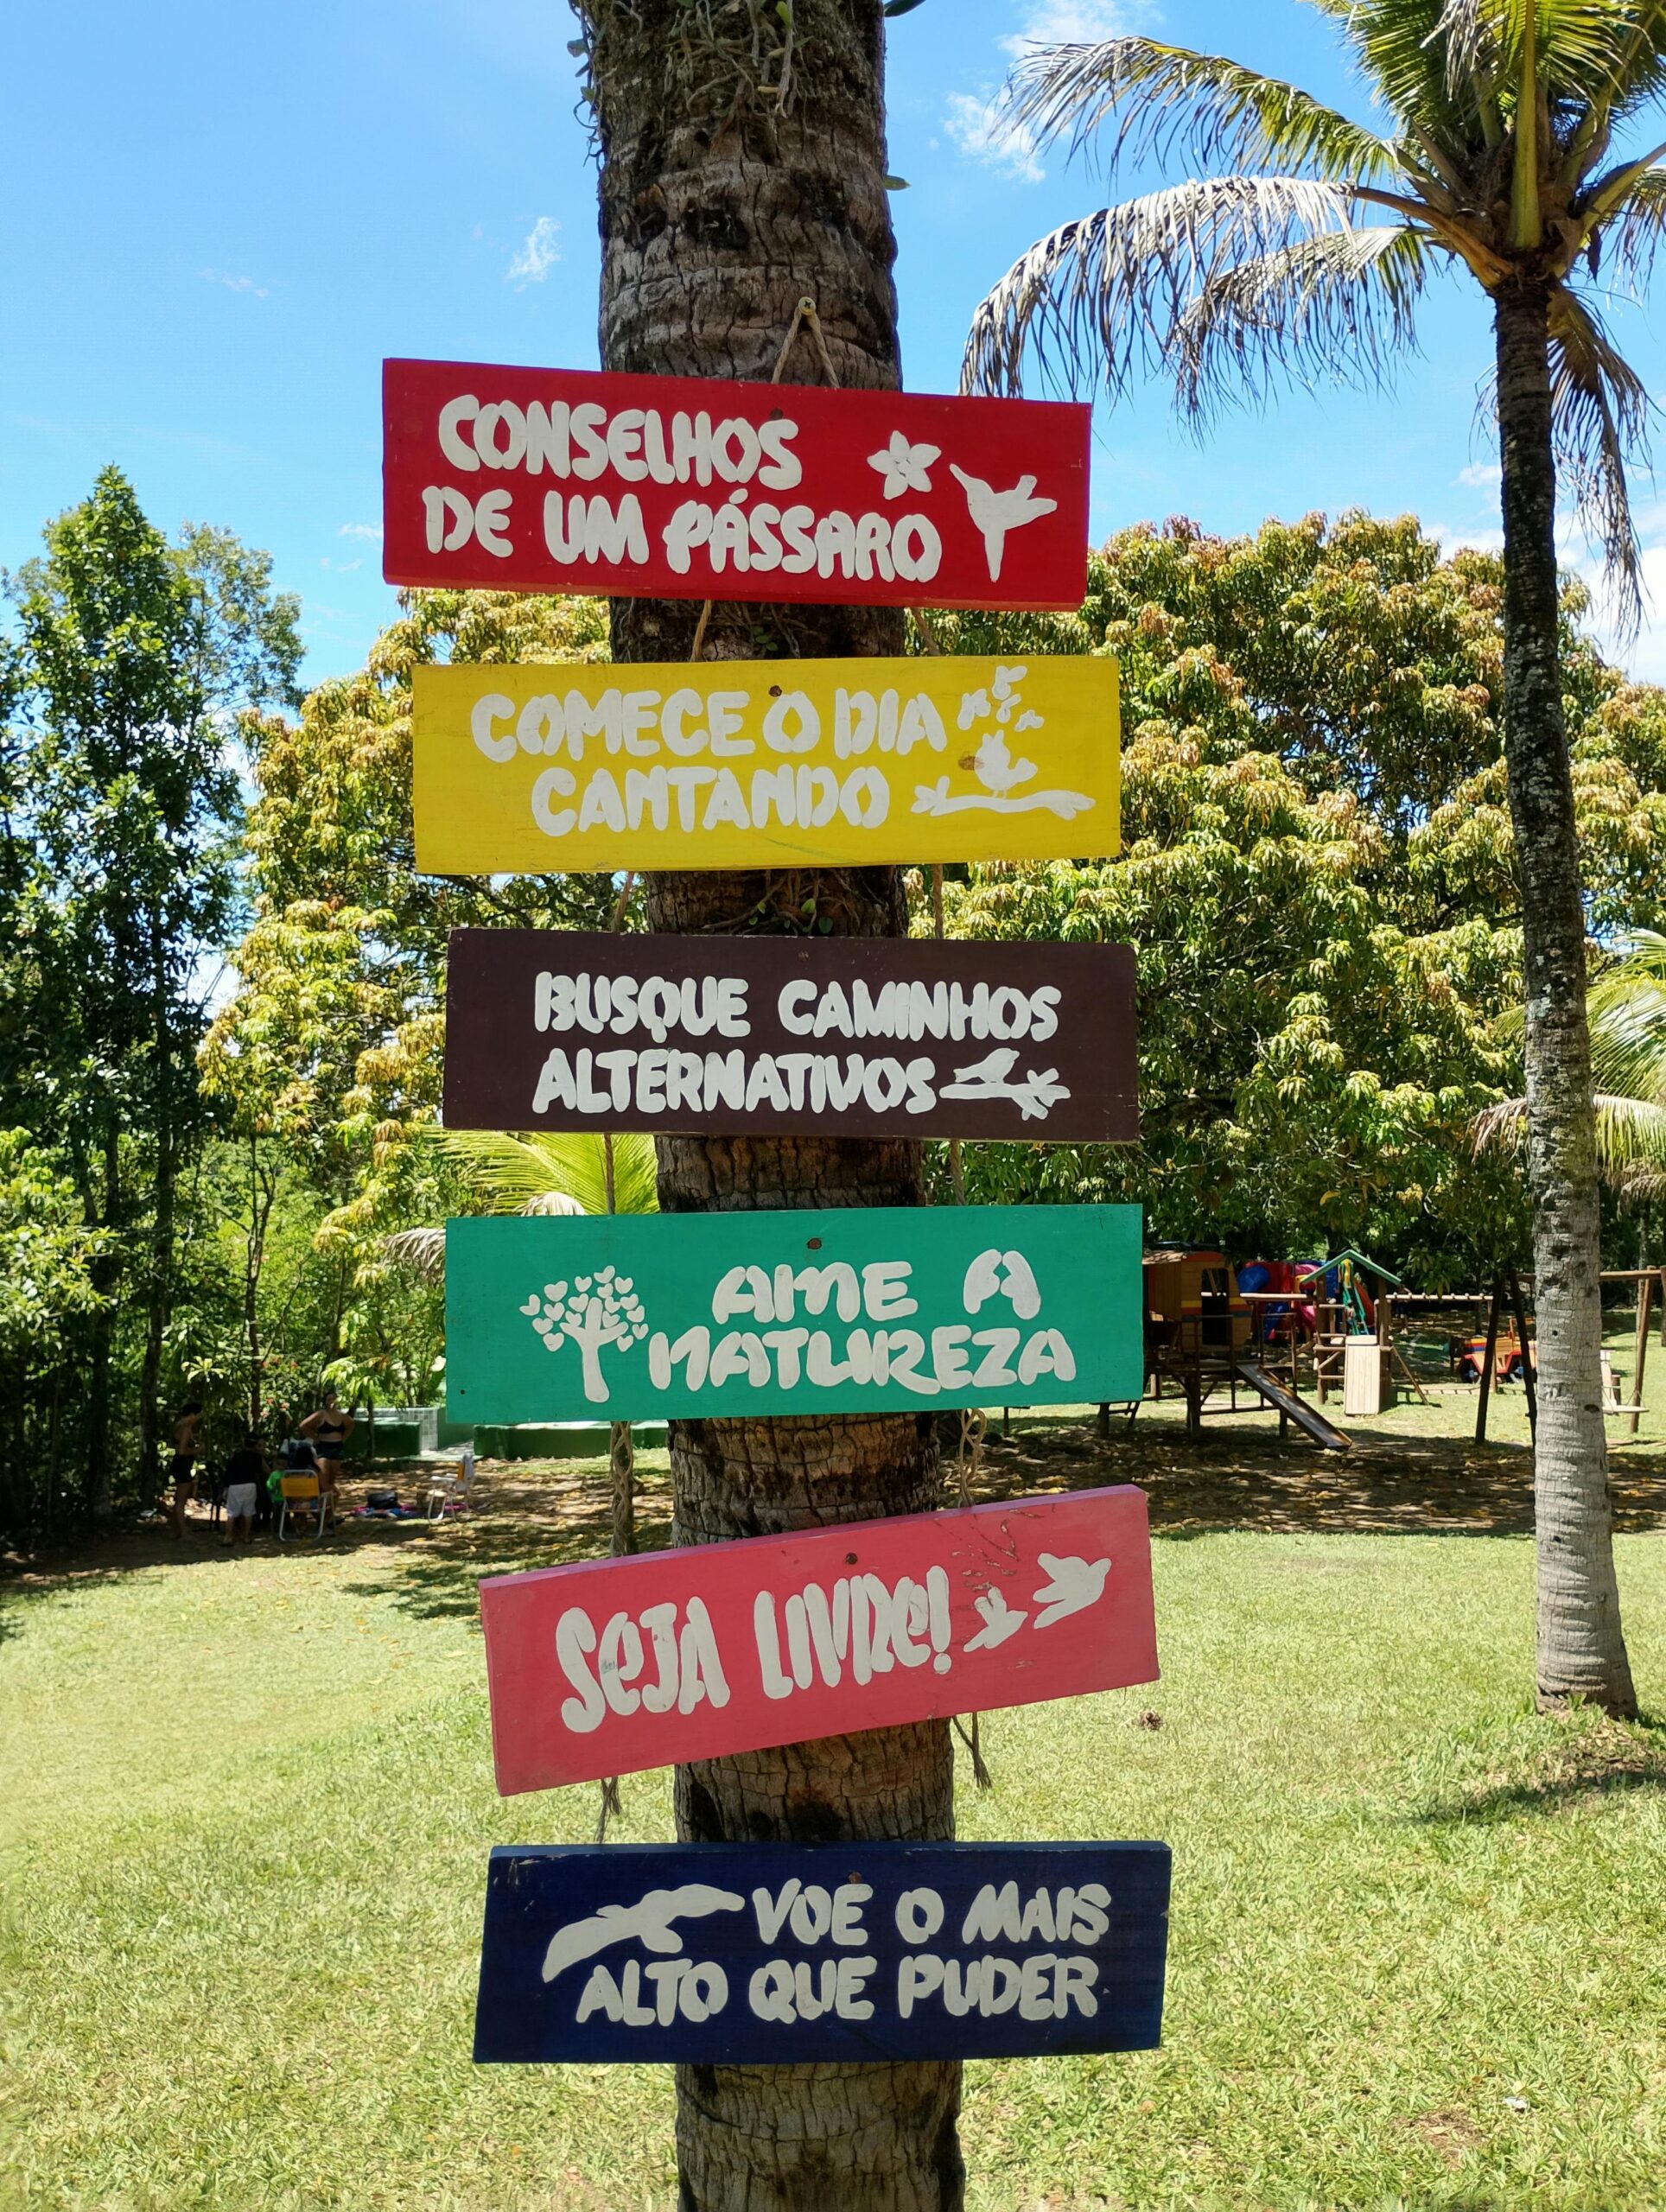 CONSELHOS
DE UM PÁSSARO
COMECE O DIA
CANTANDO
BUSQUE CAMINHOS
ALTERNATIVOS
AME A
NATUREZA
SEJA LIVRE!
VOE O MAIS
ALTO QUE PUDER